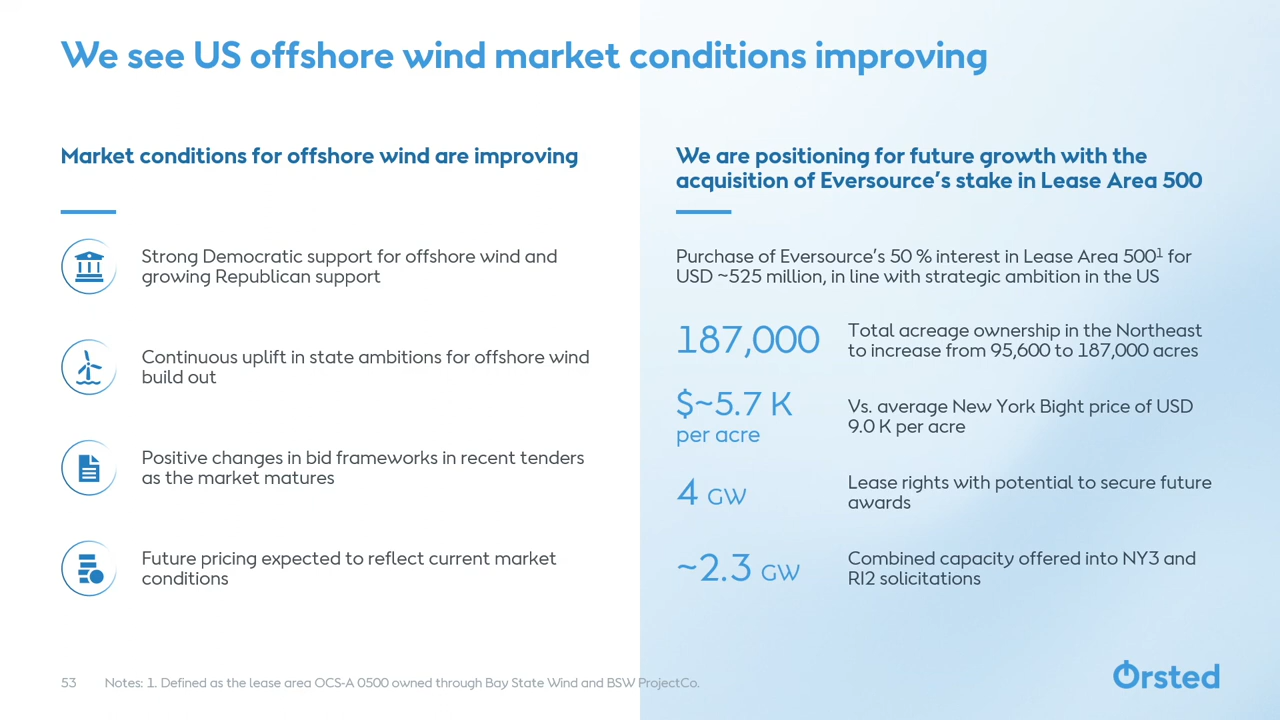 We see US offshore wind market conditions improving
Market conditions for offshore wind are improving
Strong Democratic support for offshore wind and
growing Republican support
Continuous uplift in state ambitions for offshore wind
build out
Positive changes in bid frameworks in recent tenders
as the market matures
Future pricing expected to reflect current market
conditions
We are positioning for future growth with the
acquisition of Eversource's stake in Lease Area 500
Purchase of Eversource's 50 % interest in Lease Area 500¹ for
USD ~525 million, in line with strategic ambition in the US
187,000
Total acreage ownership in the Northeast
to increase from 95,600 to 187,000 acres
$~5.7 K
per acre
Vs. average New York Bight price of USD
9.0 K per acre
4 GW
Lease rights with potential to secure future
awards
~2.3 GW
Combined capacity offered into NY3 and
RI2 solicitations
53
Notes: 1. Defined as the lease area OCS-A 0500 owned through Bay State Wind and BSW ProjectCo.
Ørsted